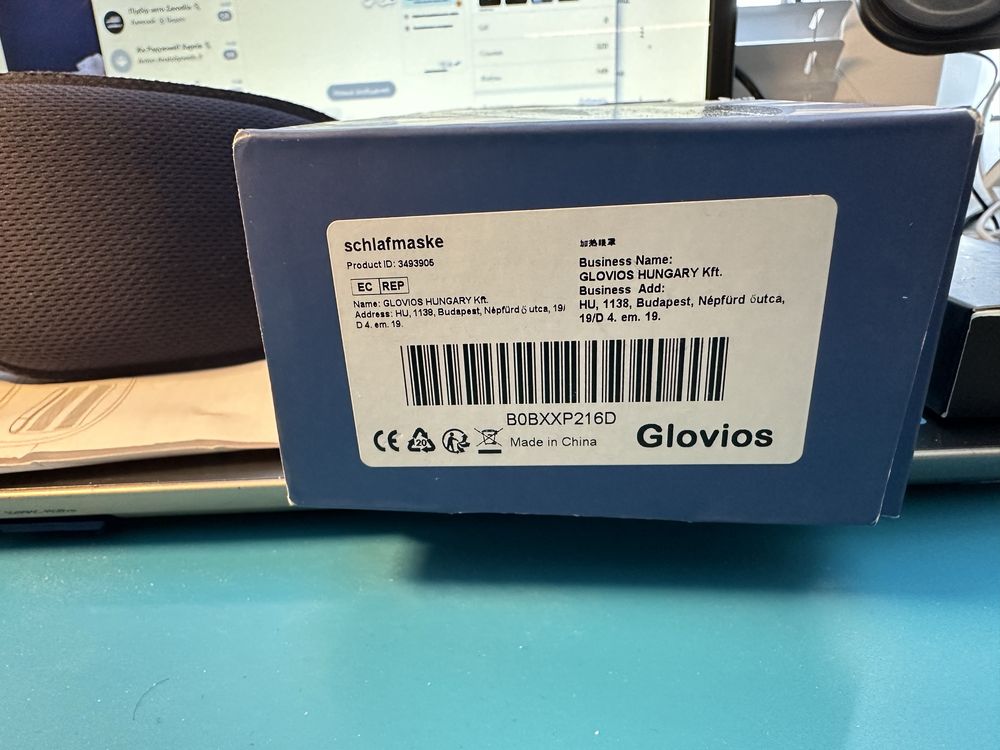 schlafmaske
Product ID: 3493905
EC REP
Name: GLOVIOS HUNGARY Kft.
Address: HU, 1138, Budapest, Népfürd ő utca, 19/
D 4. em. 19.
加热眼罩
Business Name:
GLOVIOS HUNGARY Kft.
Business Add:
HU, 1138, Budapest, Népfürd őutca,
19/D 4. em. 19.
B0BXXP216D
CE 20 Made in China Glovios